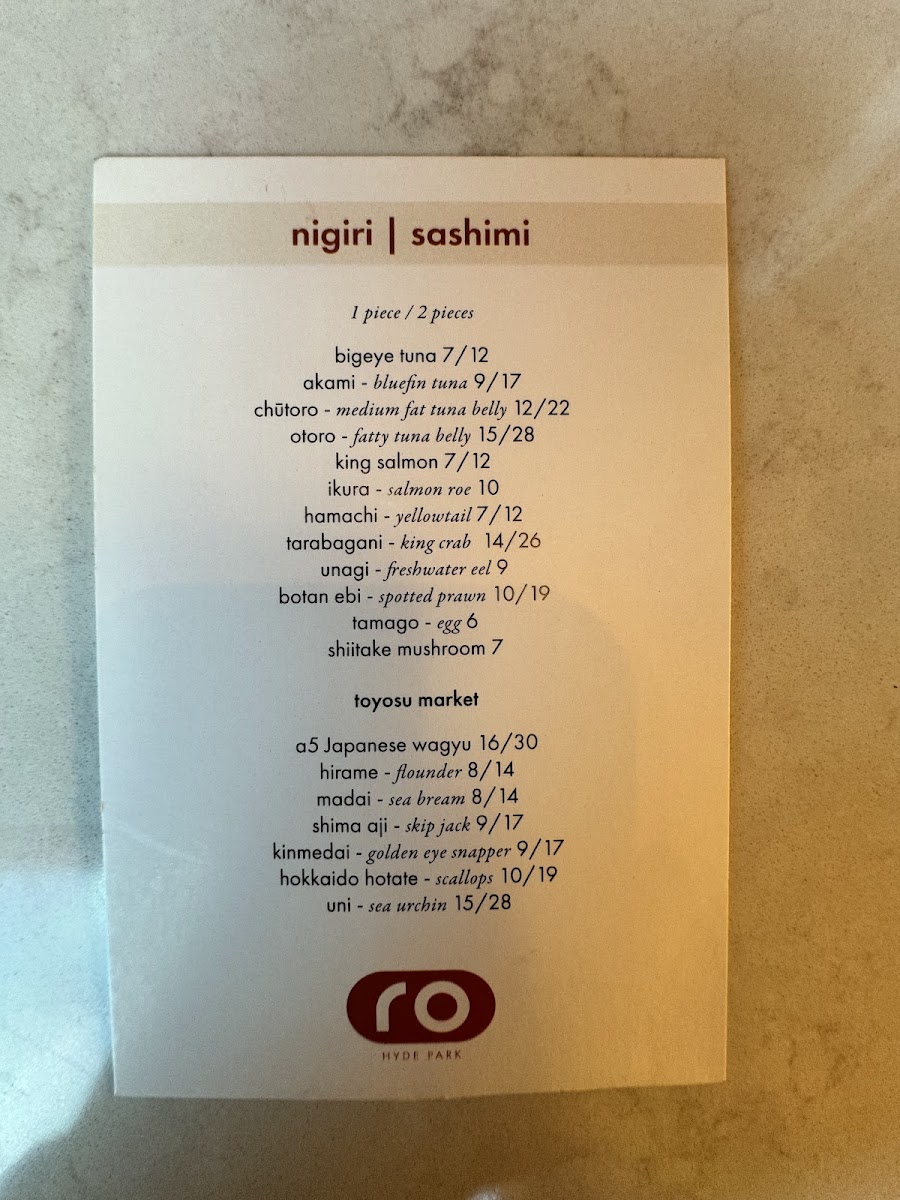 nigiri | sashimi
1 piece / 2 pieces
bigeye tuna 7/12
akami - bluefin tuna 9/17
chūtoro - medium fat tuna belly 12/22
otoro - fatty tuna belly 15/28
king salmon 7/12
ikura - salmon roe 10
hamachi - yellowtail 7/12
tarabagani - king crab 14/26
unagi - freshwater eel 9
botan ebi - spotted prawn 10/19
tamago - egg 6
shiitake mushroom 7
toyosu market
a5 Japanese wagyu 16/30
hirame - flounder 8/14
madai - sea bream 8/14
shima aji - skip jack 9/17
kinmedai - golden eye snapper 9/17
hokkaido hotate - scallops 10/19
uni - sea urchin 15/28
ro
HYDE PARK